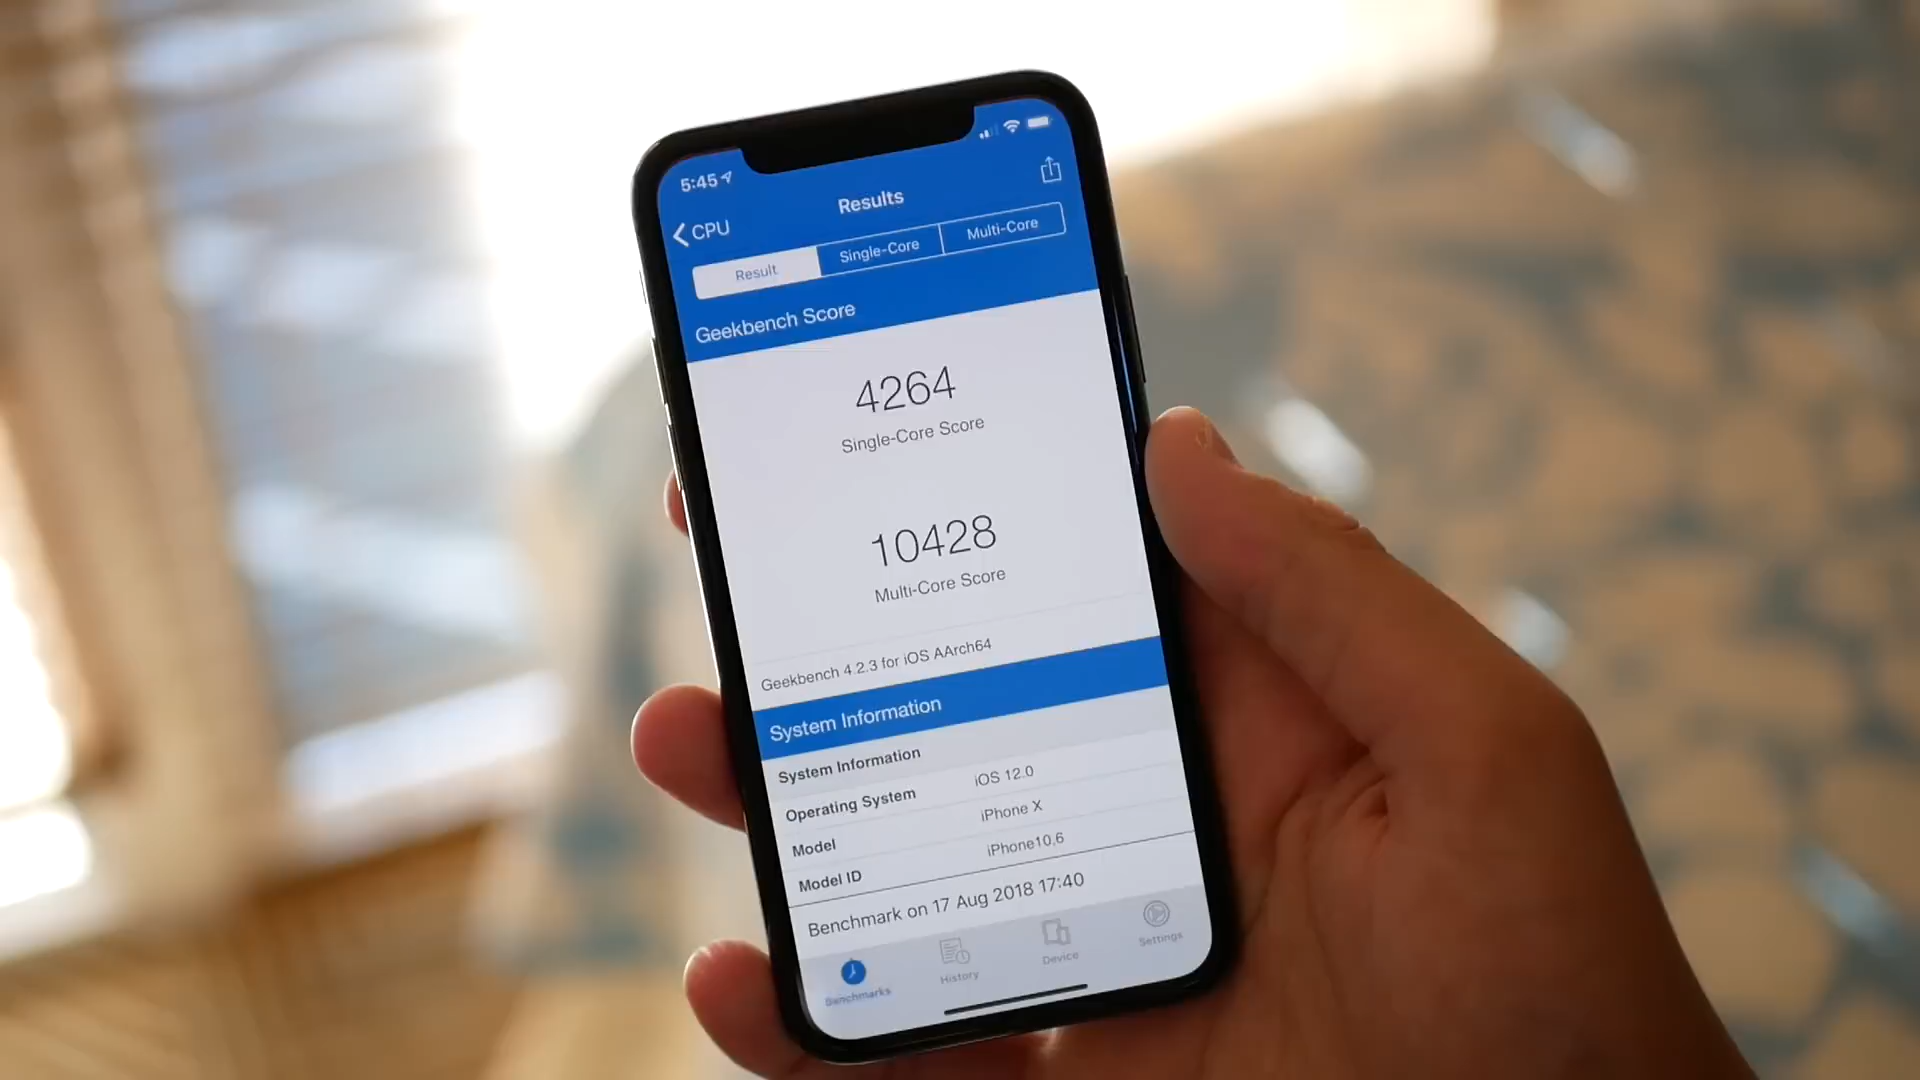 5:45
CPU
Results
Result Single-Core Multi-Core
Geekbench Score
4264
Single-Core Score
10428
Multi-Core Score
Geekbench 4.2.3 for iOS AArch64
System Information
System Information
Operating System iOS 12.0
Model iPhone X
Model ID iPhone10,6
Benchmark on 17 Aug 2018 17:40
Benchmarks History Device Settings